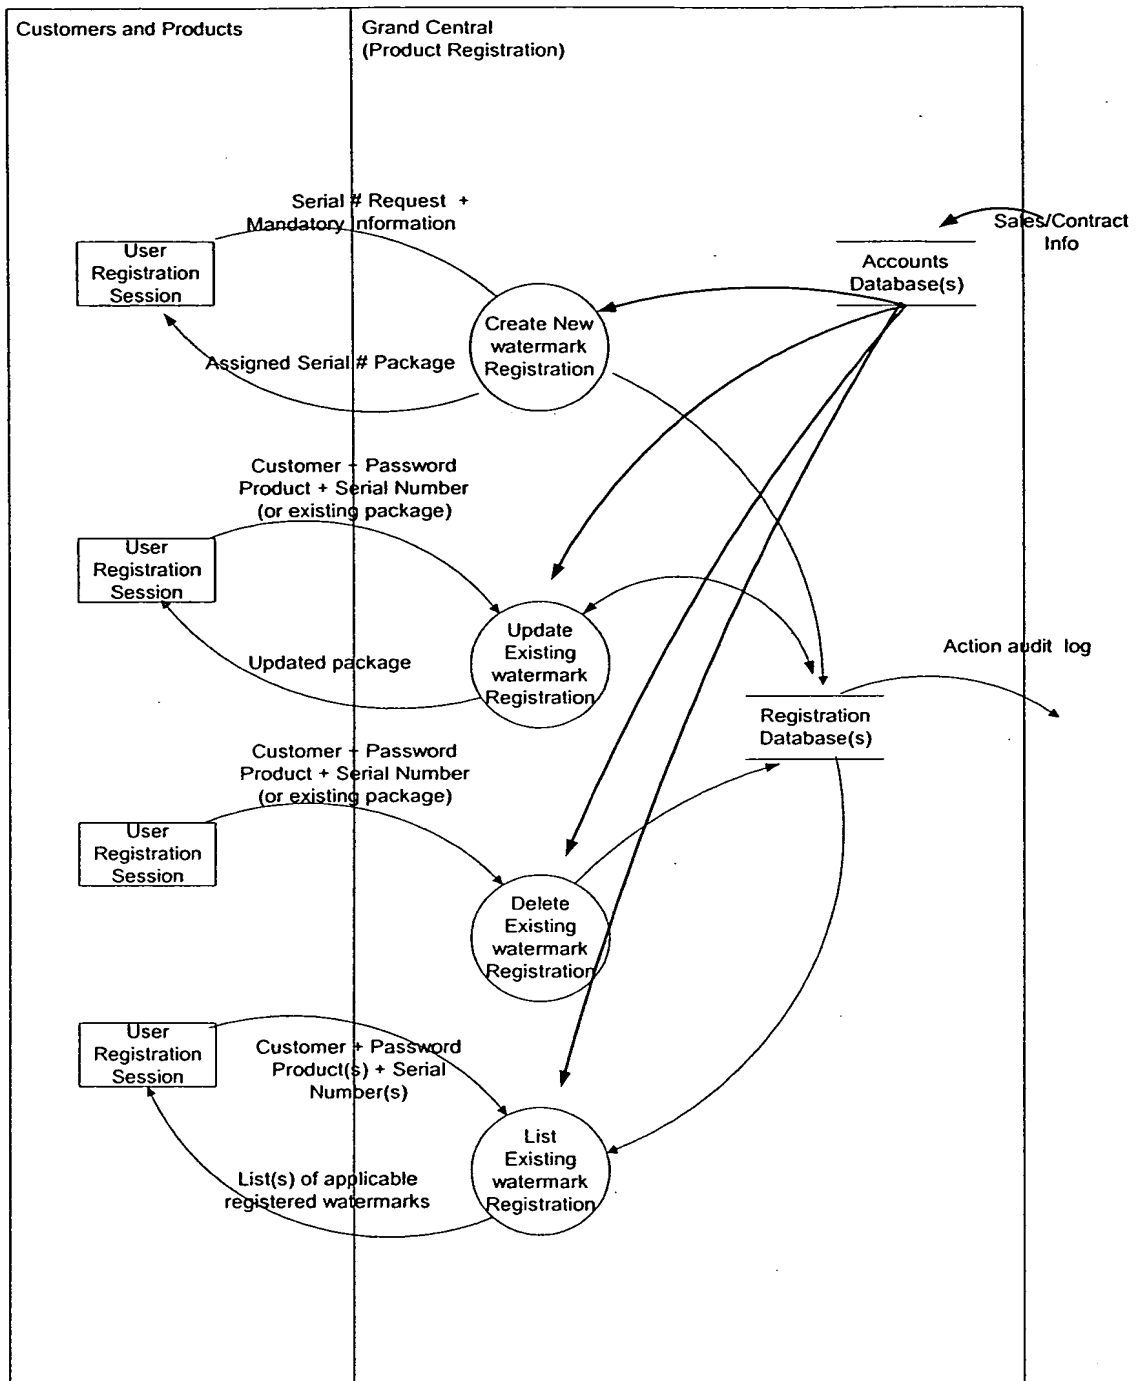 Customers and Products
Grand Central
(Product Registration)
Serial # Request +
Mandatory Information
Sales/Contract
Info
User
Registration
Session
Accounts
Database(s)
Create New
watermark
Registration
Assigned Serial # Package
Customer + Password
Product + Serial Number
(or existing package)
User
Registration
Session
Update
Existing
watermark
Registration
Updated package
Action audit log
Registration
Database(s)
Customer + Password
Product + Serial Number
(or existing package)
User
Registration
Session
Delete
Existing
watermark
Registration
User
Registration
Session
Customer + Password
Product(s) + Serial
Number(s)
List
Existing
watermark
Registration
List(s) of applicable
registered watermarks